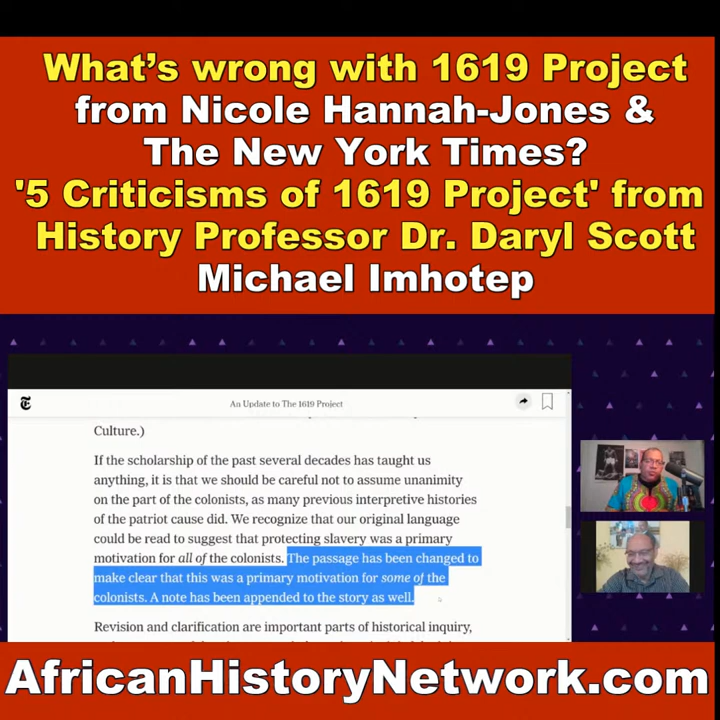 What's wrong with 1619 Project
from Nicole Hannah-Jones &
The New York Times?
'5 Criticisms of 1619 Project' from
History Professor Dr. Daryl Scott
Michael Imhotep
An Update to The 1619 Project
Culture.)
If the scholarship of the past several decades has taught us
anything, it is that we should be careful not to assume unanimity
on the part of the colonists, as many previous interpretive histories
of the patriot cause did. We recognize that our original language
could be read to suggest that protecting slavery was a primary
motivation for all of the colonists. The passage has been changed to
make clear that this was a primary motivation for some of the
colonists. A note has been appended to the story as well.
Revision and clarification are important parts of historical inquiry,
AfricanHistoryNetwork.com